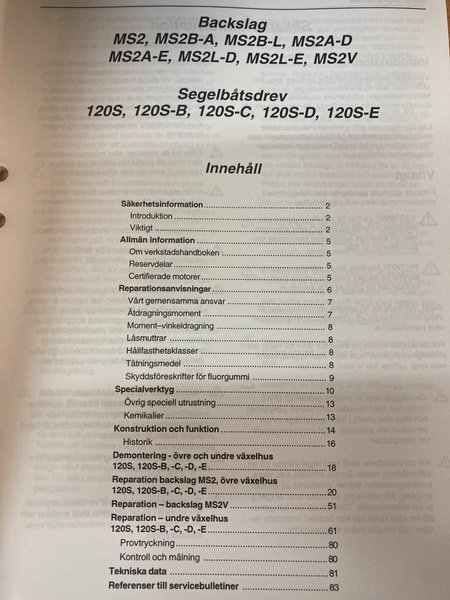 Backslag
MS2, MS2B-A, MS2B-L, MS2A-D
MS2A-E, MS2L-D, MS2L-E, MS2V
Segelbåtsdrev
120S, 120S-B, 120S-C, 120S-D, 120S-E
Innehåll
Säkerhetsinformation 2
Introduktion 2
Viktigt 2
Allmän information 5
Om verkstadshandboken 5
Reservdelar 5
Certifierade motorer 5
Reparationsanvisningar 6
Vårt gemensamma ansvar 7
Åtdragningsmoment 7
Moment–vinkeldragning 8
Låsmuttrar 8
Hållfasthetsklasser 8
Tätningsmedel 8
Skyddsföreskrifter för fluorgummi 9
Specialverktyg 10
Övrig speciell utrustning 13
Kemikalier 13
Konstruktion och funktion 14
Historik 16
Demontering - övre och undre växelhus
120S, 120S-B, -C, -D, -E 18
Reparation backslag MS2, övre växelhus
120S, 120S-B, -C, -D, -E 20
Reparation – backslag MS2V 51
Reparation – undre växelhus
120S, 120S-B, -C, -D, -E 61
Provtryckning 80
Kontroll och målning 80
Tekniska data 81
Referenser till servicebulletiner 83